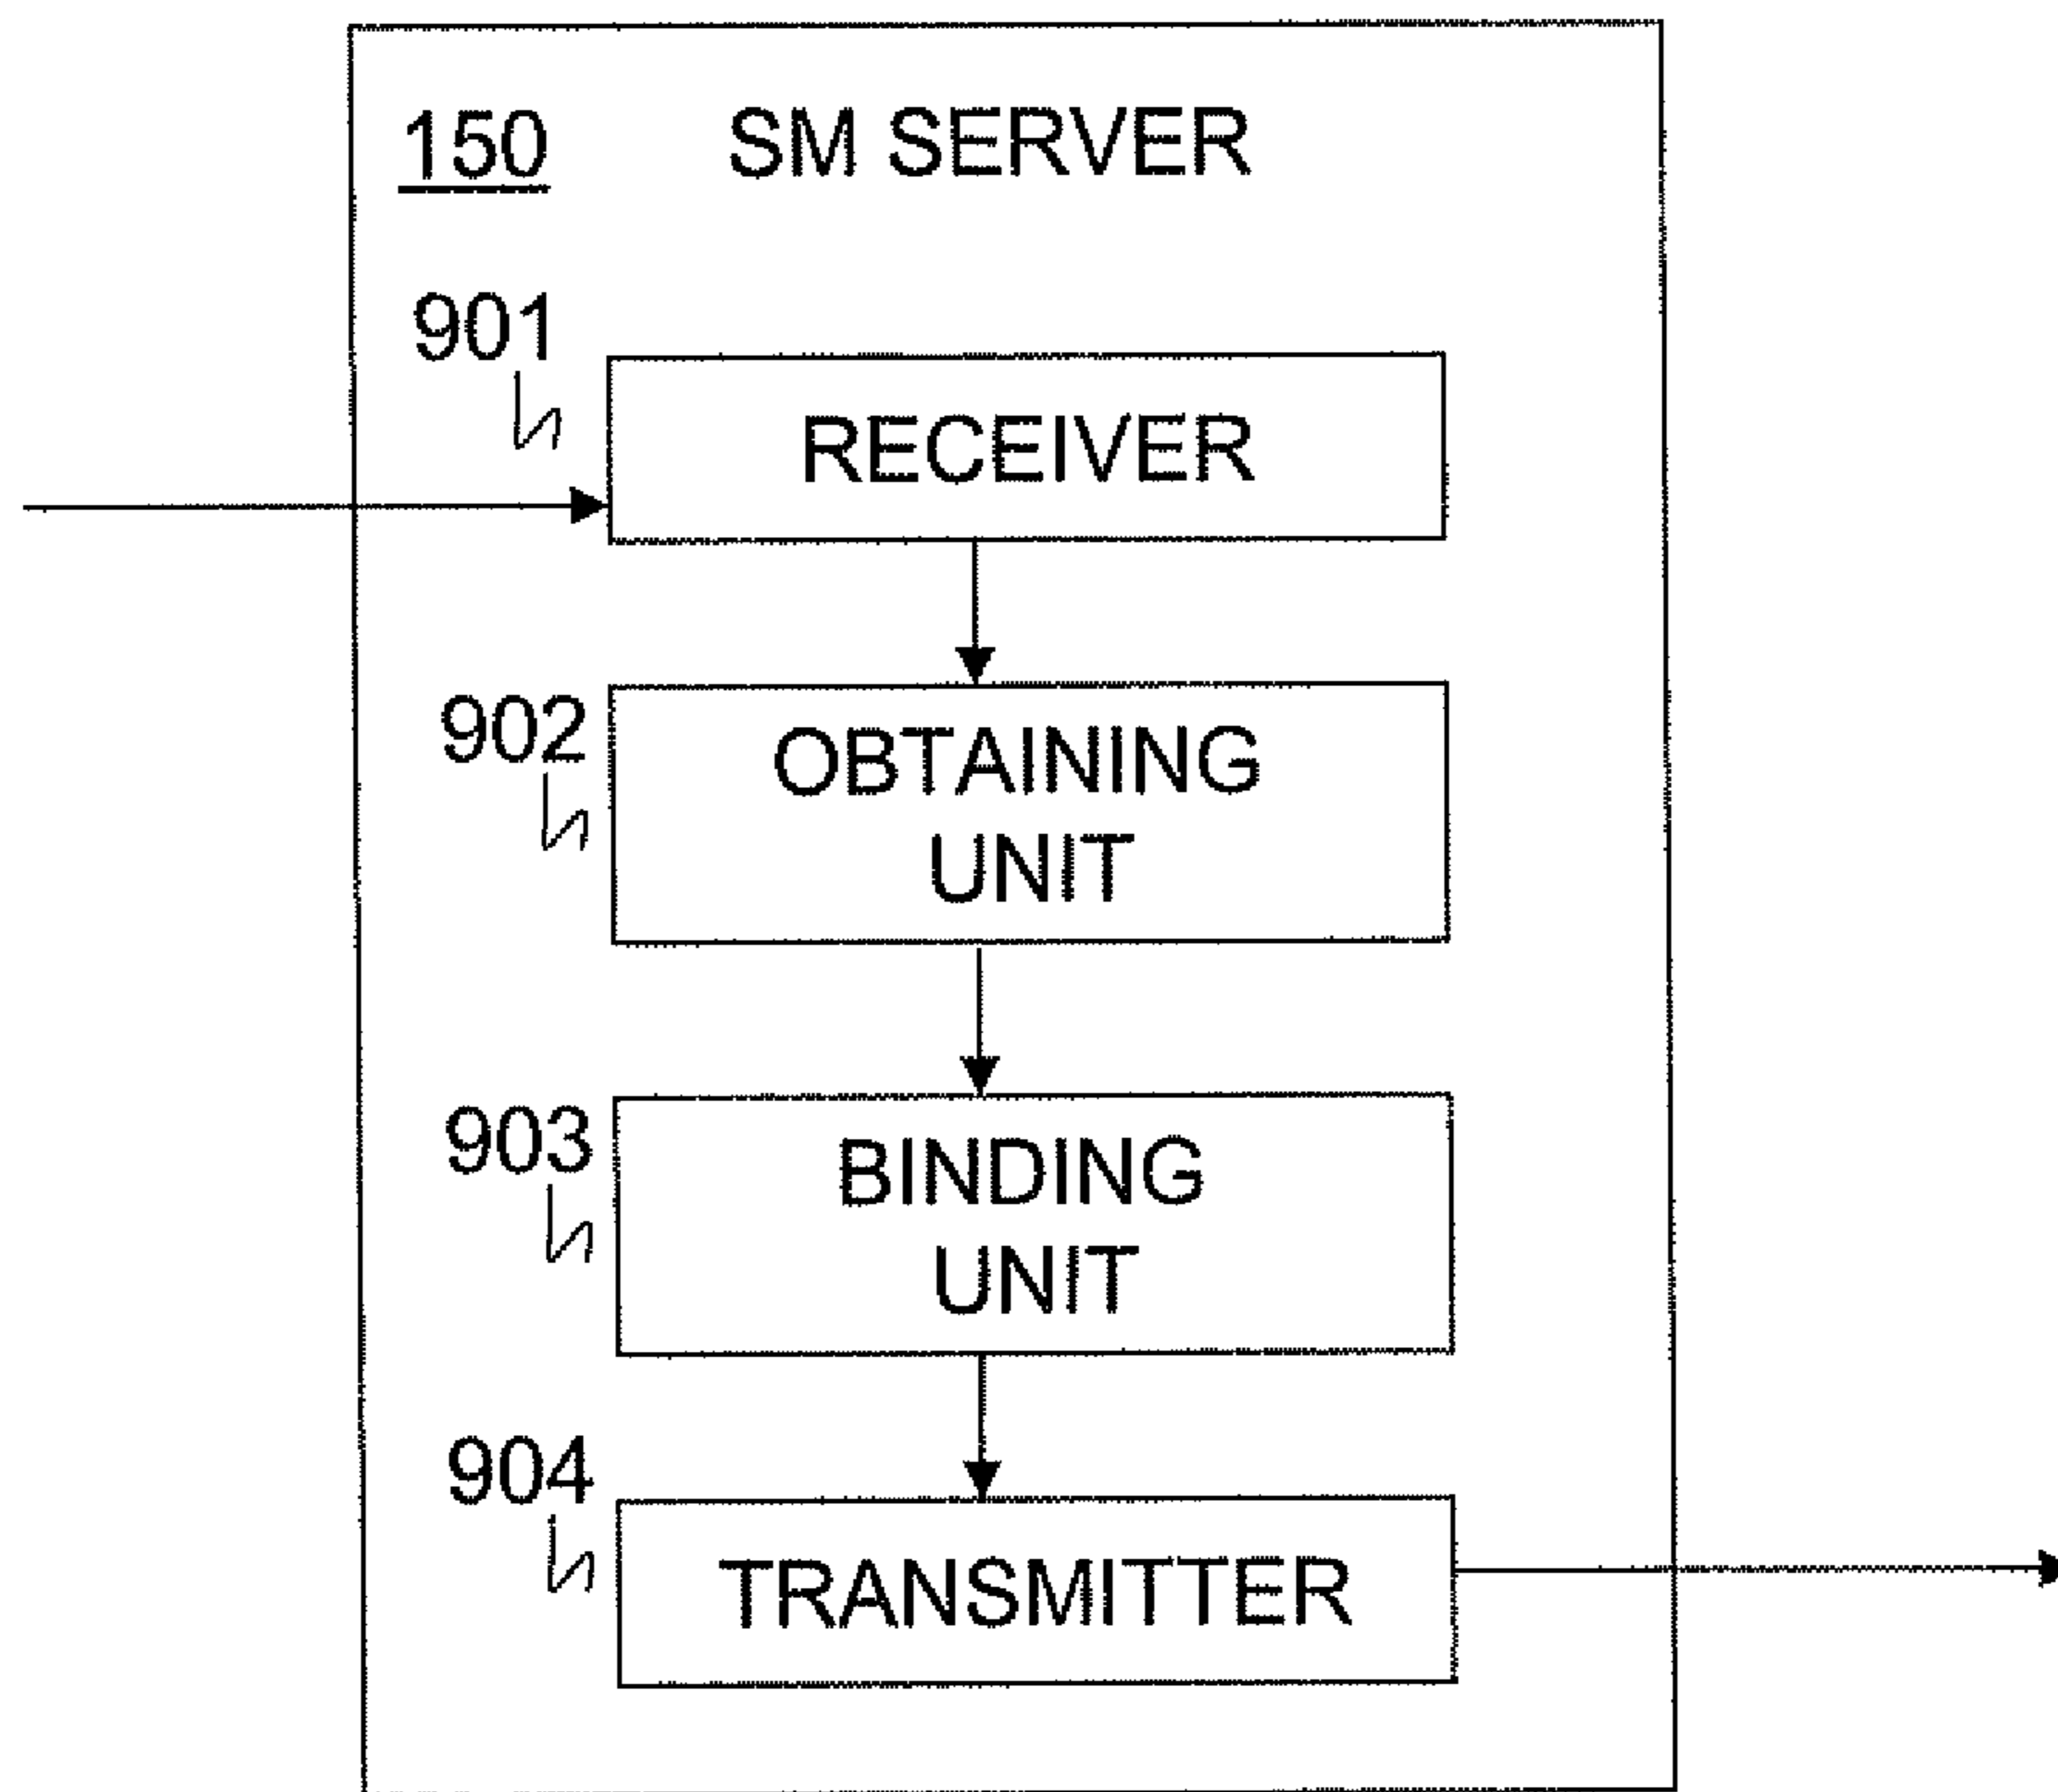 150 SM SERVER
901
RECEIVER
902
OBTAINING
UNIT
903
BINDING
UNIT
904
TRANSMITTER